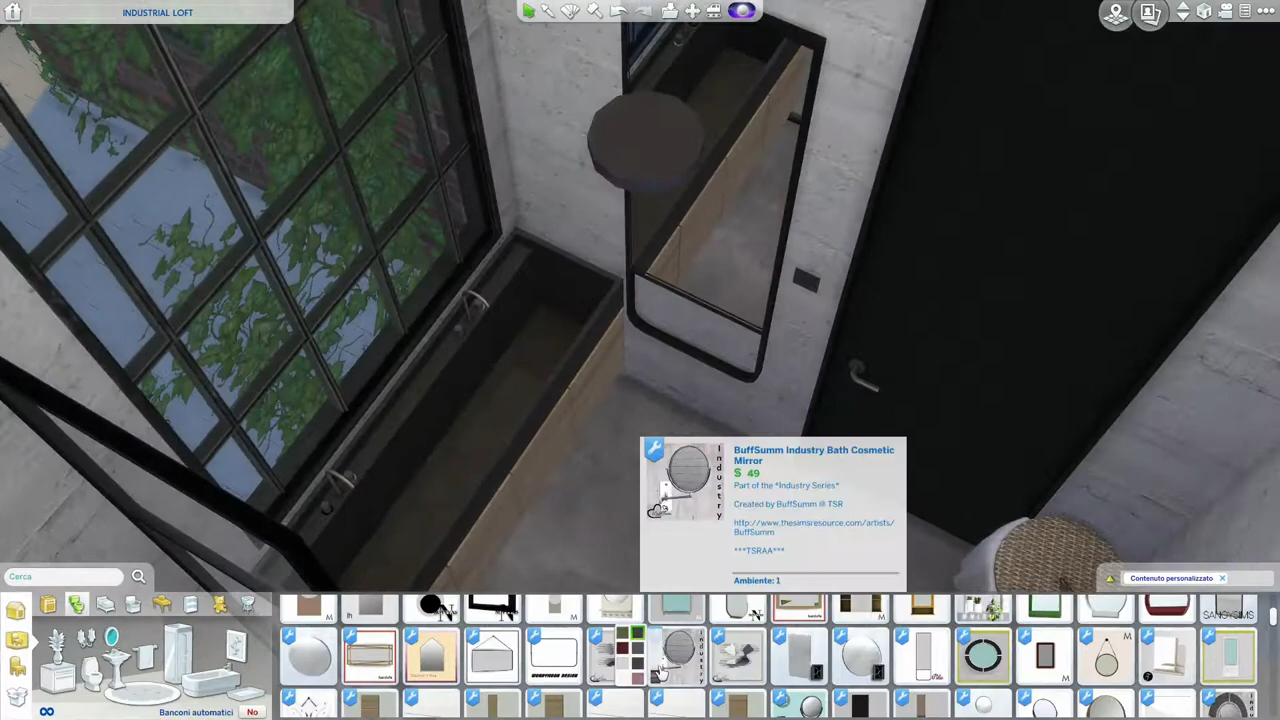 INDUSTRIAL LOFT
BuffSumm Industry Bath Cosmetic
Mirror
$ 49
Part of the *Industry Series*
Created by BuffSumm @ TSR
http://www.thesimsresource.com/artists/
BuffSumm
***TSRAA***
Ambiente: 1
Industry
Cerca
Contenuto personalizzato
Banconi automatici No